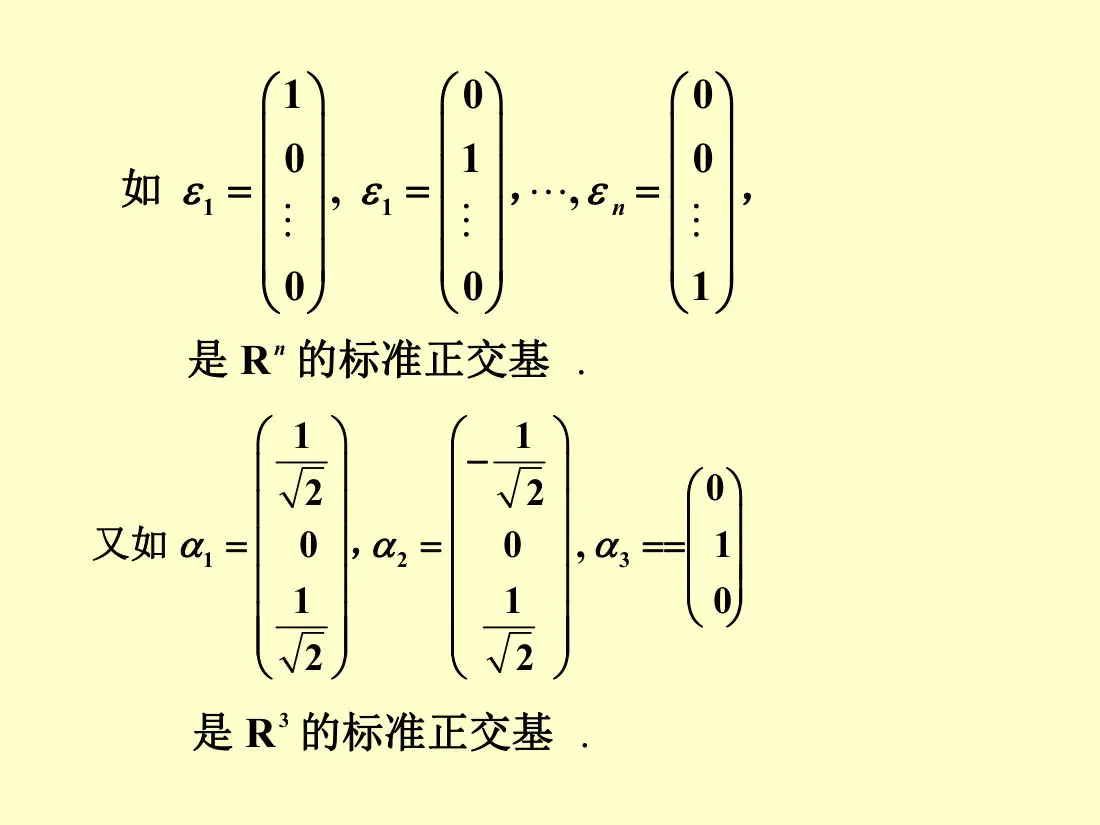 如 ε₁ = (1 0 ⋮ 0), ε₁ = (0 1 ⋮ 0), ⋯, εₙ = (0 0 ⋮ 1),
是 Rⁿ 的标准正交基 .
又如 α₁ = (1/√2 0 1/√2), α₂ = (−1/√2 0 1/√2), α₃ == (0 1 0)
是 R³ 的标准正交基 .